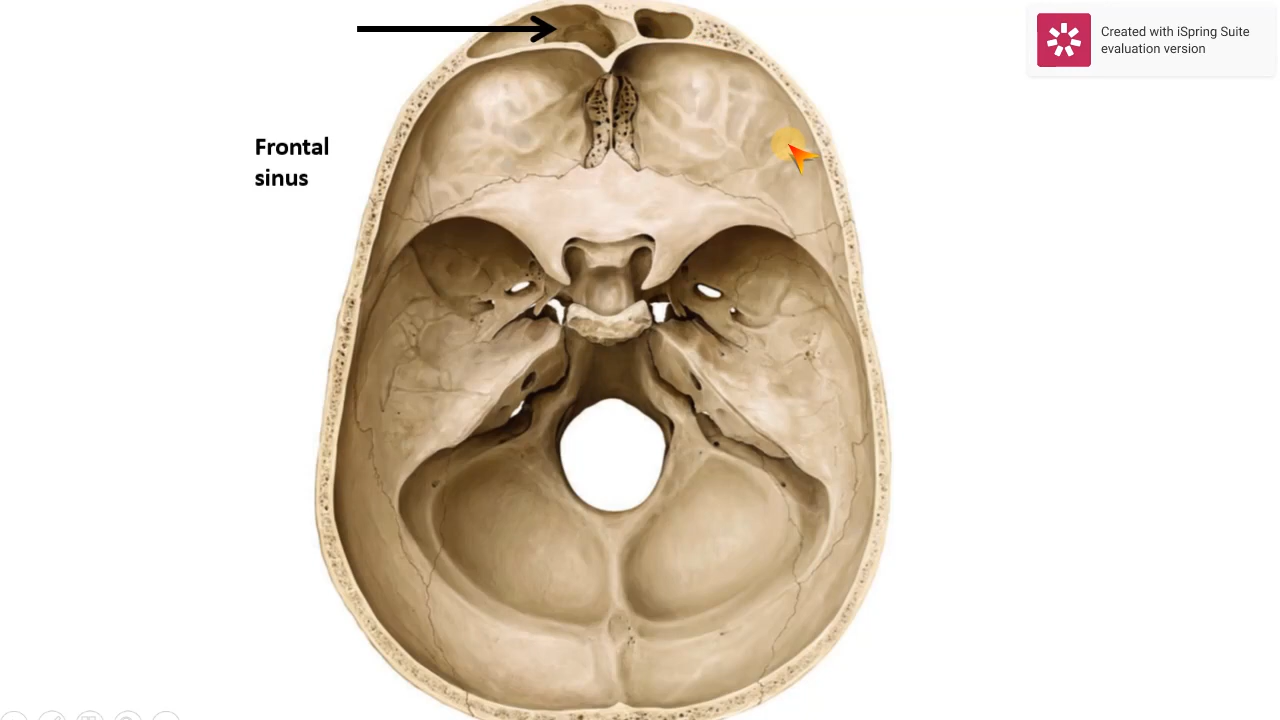 Created with iSpring Suite
evaluation version
Frontal
sinus